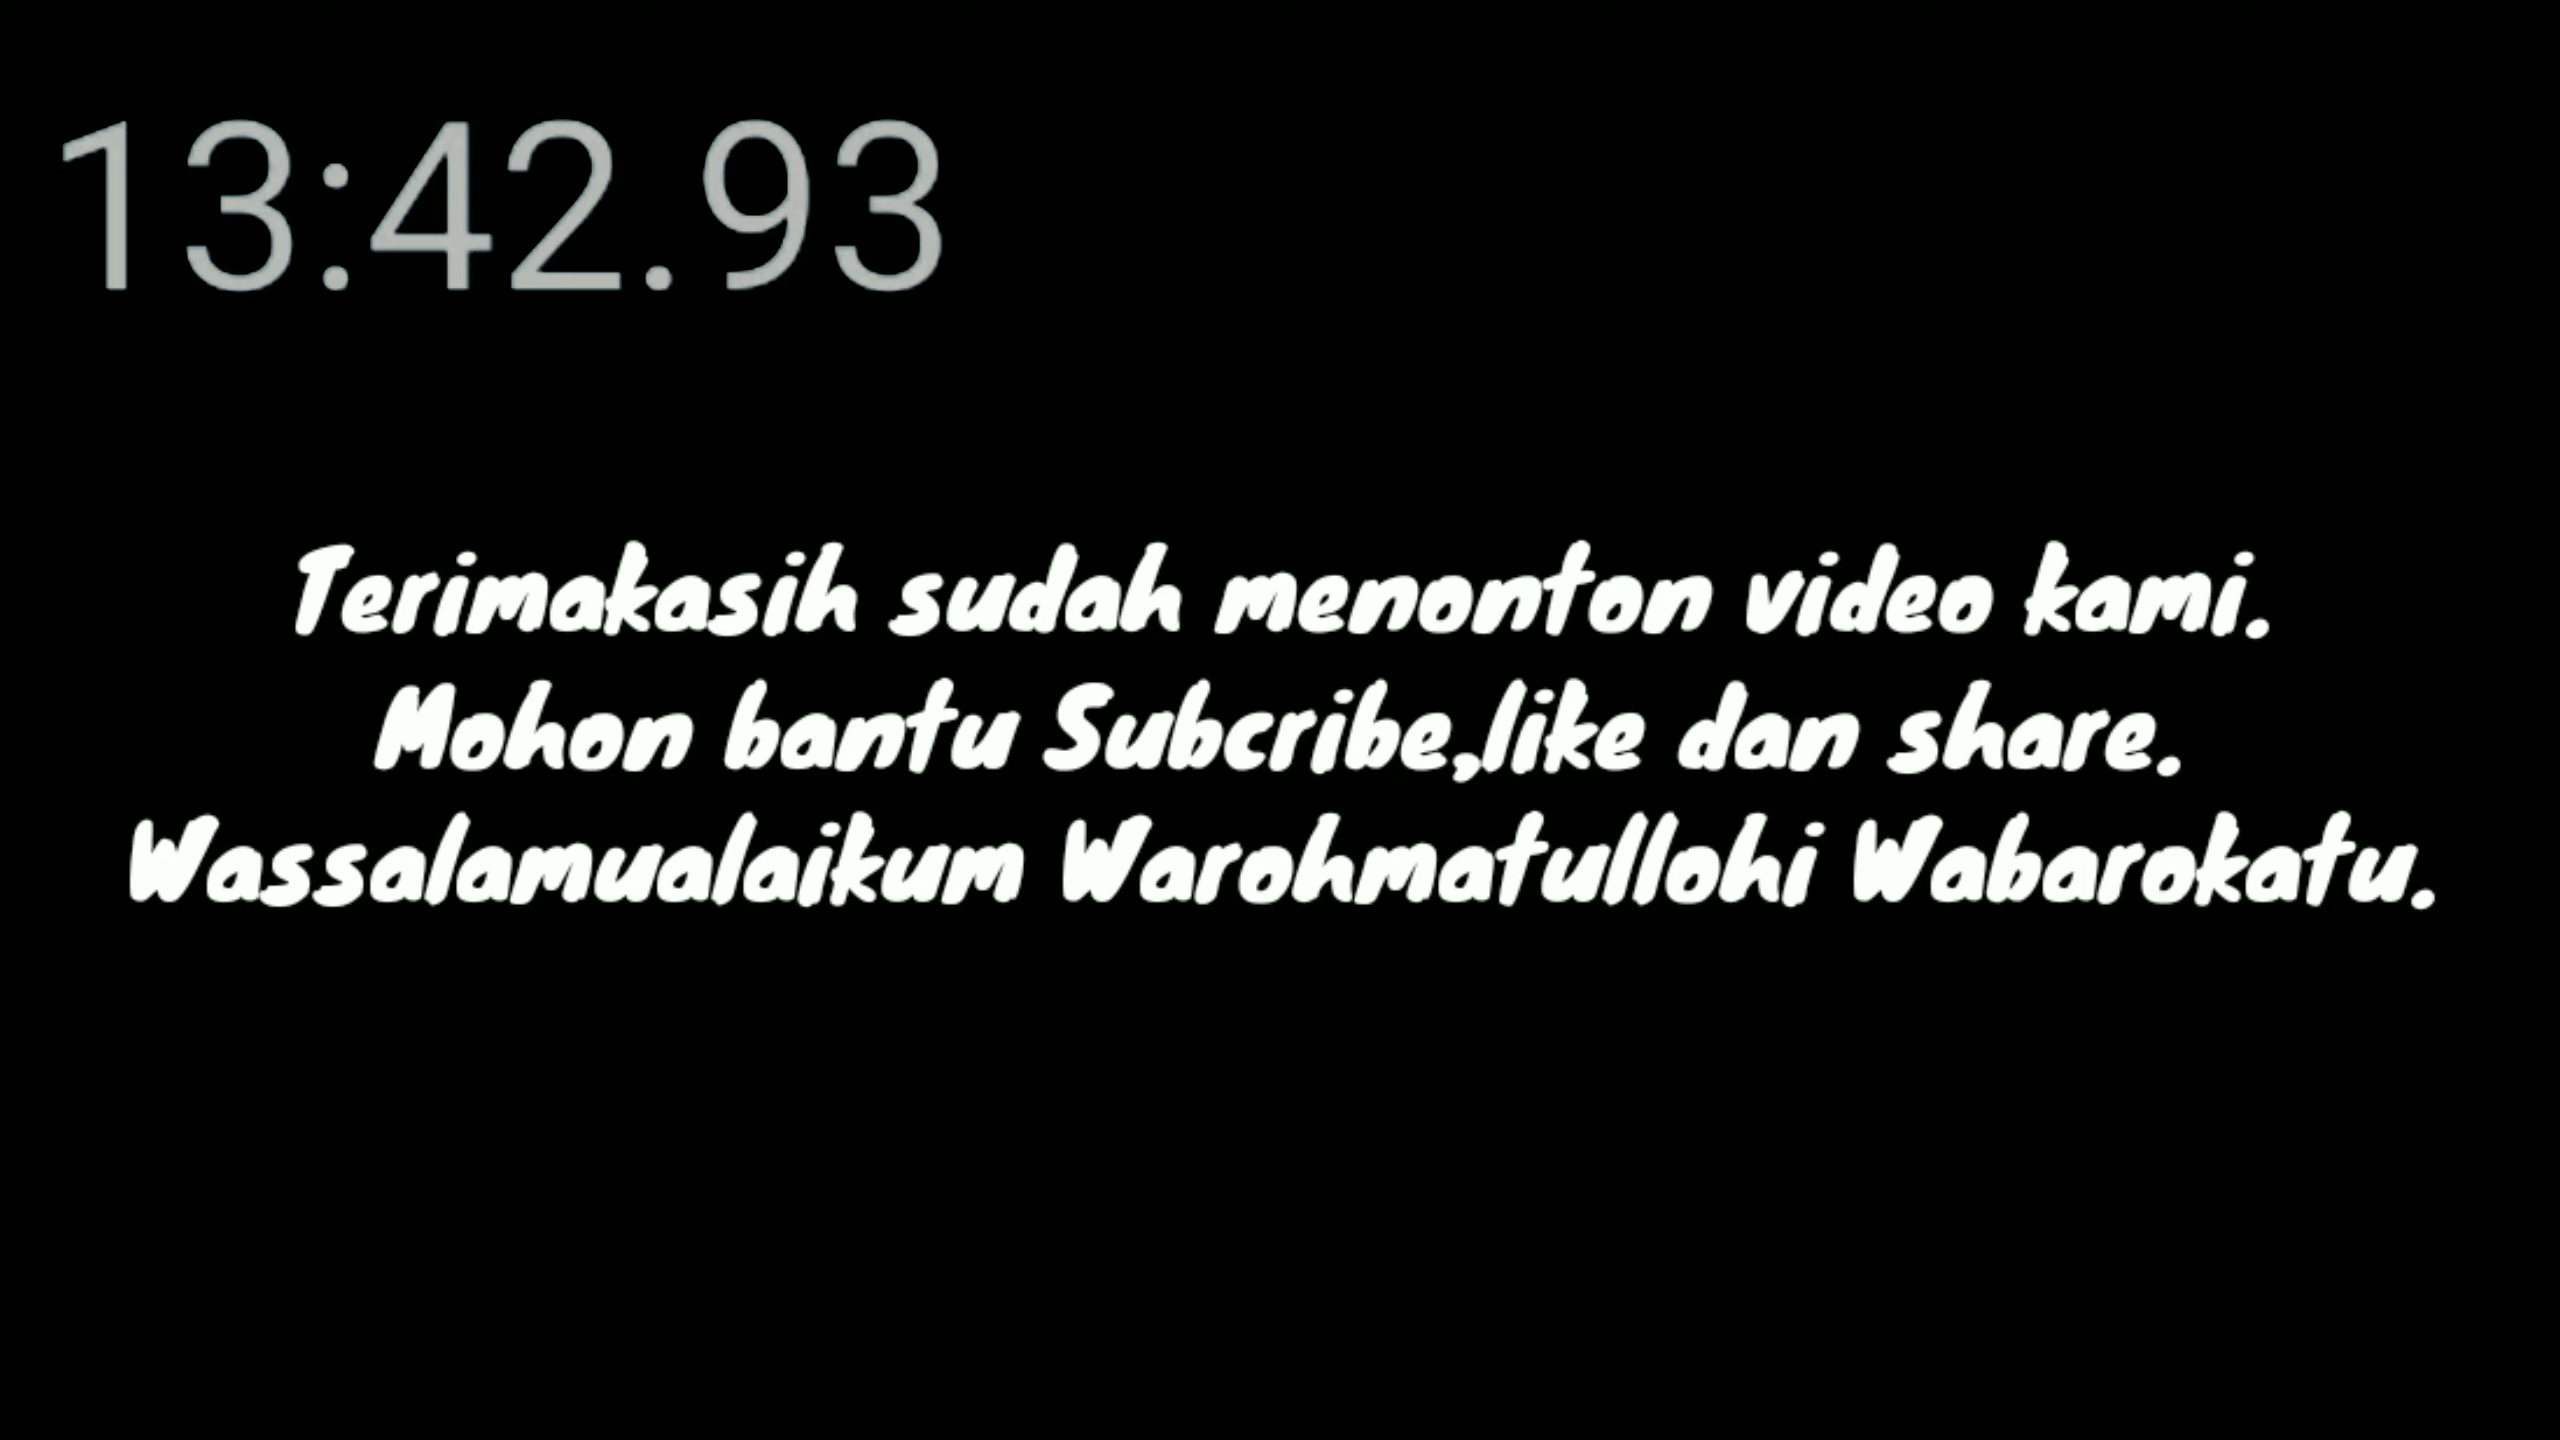 13:42.93
Terimakasih sudah menonton video kami.
Mohon bantu Subcribe,like dan share.
Wassalamualaikum Warohmatullohi Wabarokatu.